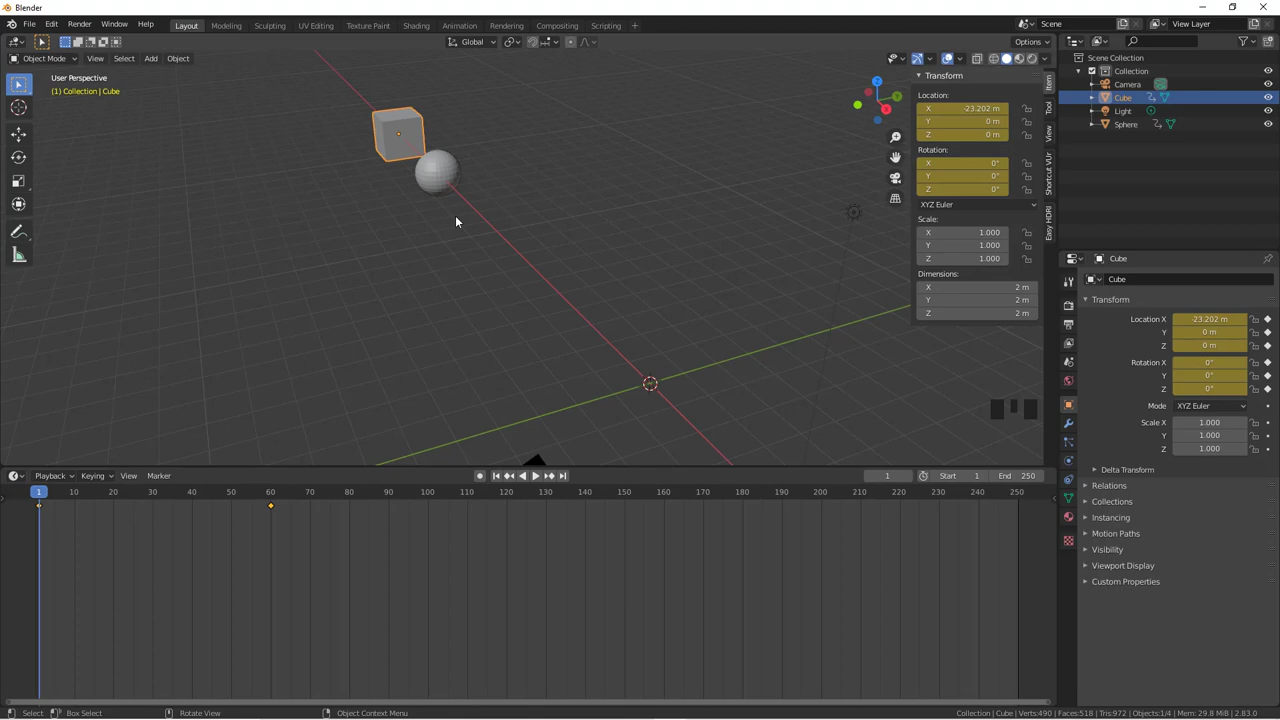 Blender
File Edit Render Window Help
Layout Modeling Sculpting UV Editing Texture Paint Shading Animation Rendering Compositing Scripting +
Scene
View Layer
Global
Options
Object Mode View Select Add Object
User Perspective
(1) Collection | Cube
Z
Y
X
Transform
Location:
X -23.202 m
Y 0 m
Z 0 m
Rotation:
X 0°
Y 0°
Z 0°
XYZ Euler
Scale:
X 1.000
Y 1.000
Z 1.000
Dimensions:
X 2 m
Y 2 m
Z 2 m
Item
Tool
View
Shortcut VUr
Easy HDRI
Scene Collection
Collection
Camera
Cube
Light
Sphere
Cube
Cube
Transform
Location X -23.202 m
Y 0 m
Z 0 m
Rotation X 0°
Y 0°
Z 0°
Mode XYZ Euler
Scale X 1.000
Y 1.000
Z 1.000
Delta Transform
Relations
Collections
Instancing
Motion Paths
Visibility
Viewport Display
Custom Properties
Playback Keying View Marker
1 Start 1 End 250
1 10 20 30 40 50 60 70 80 90 100 110 120 130 140 150 160 170 180 190 200 210 220 230 240 250
Select Box Select Rotate View Object Context Menu
Collection | Cube | Verts:490 | Faces:518 | Tris:972 | Objects:1/4 | Mem: 29.8 MiB | 2.83.0